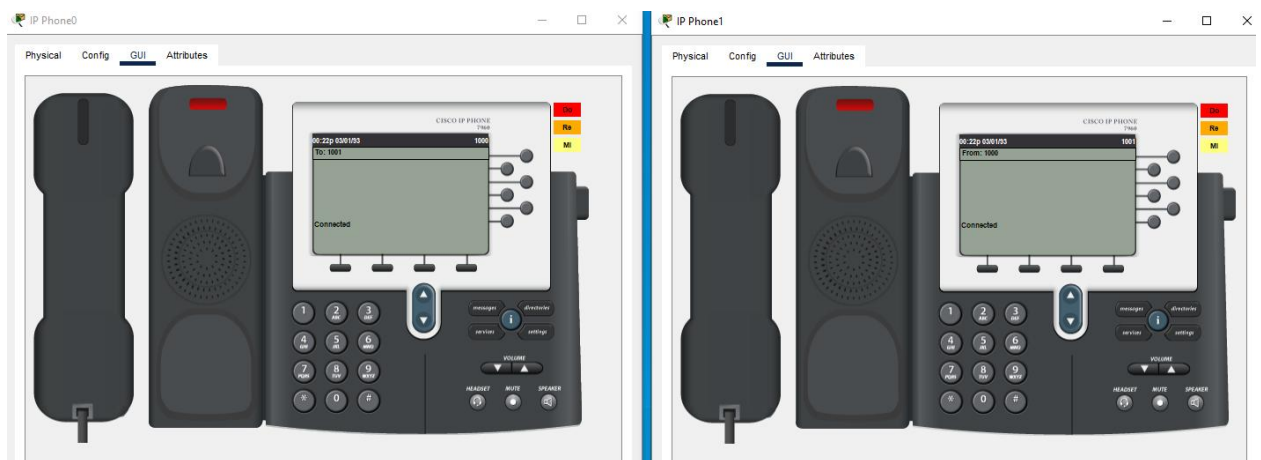 IP Phone0
Physical Config GUI Attributes
CISCO IP PHONE
7960
Do
Re
Mi
00:22p 03/01/93 1000
To: 1001
Connected
1 2 ABC 3 DEF
4 GHI 5 JKL 6 MNO
7 PQRS 8 TUV 9 WXYZ
* 0 #
messages directories
i
services settings
VOLUME
HEADSET MUTE SPEAKER
IP Phone1
Physical Config GUI Attributes
CISCO IP PHONE
7960
Do
Re
Mi
00:22p 03/01/93 1001
From: 1000
Connected
1 2 ABC 3 DEF
4 GHI 5 JKL 6 MNO
7 PQRS 8 TUV 9 WXYZ
* 0 #
messages directories
i
services settings
VOLUME
HEADSET MUTE SPEAKER